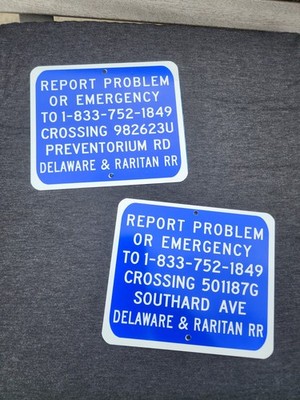 REPORT PROBLEM
OR EMERGENCY
TO 1-833-752-1849
CROSSING 982623U
PREVENTORIUM RD
DELAWARE & RARITAN RR
REPORT PROBLEM
OR EMERGENCY
TO 1-833-752-1849
CROSSING 501187G
SOUTHARD AVE
DELAWARE & RARITAN RR